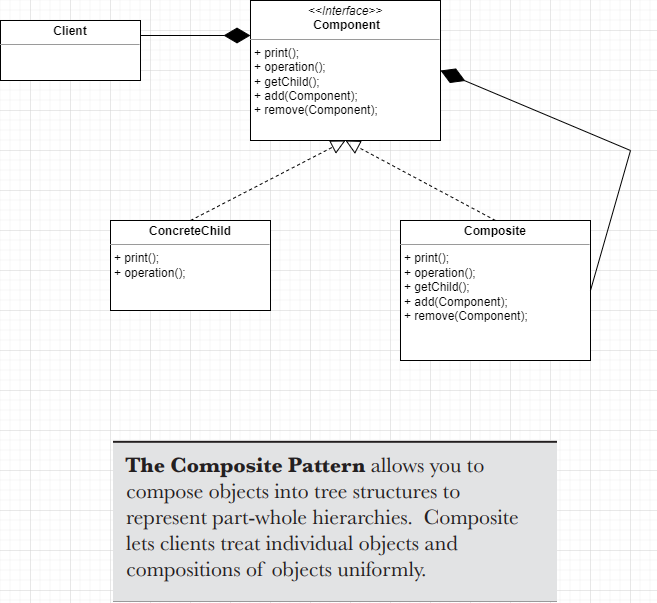 Client
<<Interface>>
Component
+ print();
+ operation();
+ getChild();
+ add(Component);
+ remove(Component);
ConcreteChild
+ print();
+ operation();
Composite
+ print();
+ operation();
+ getChild();
+ add(Component);
+ remove(Component);
The Composite Pattern allows you to
compose objects into tree structures to
represent part-whole hierarchies. Composite
lets clients treat individual objects and
compositions of objects uniformly.